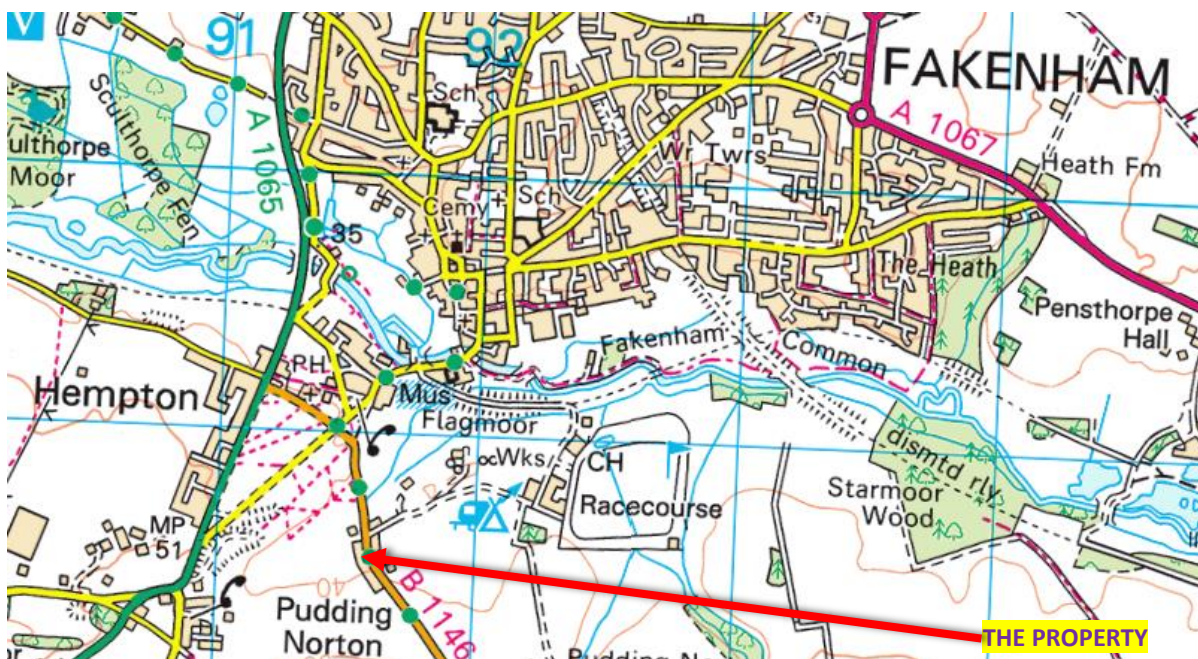 V
91
92
FAKENHAM
Sch
A 1065
A 1067
Sculthorpe
Fen
ulthorpe
Moor
Wr Twrs
Heath Fm
Cemy
Sch
35
The Heath
Pensthorpe
Hall
Fakenham
Common
PH
Hempton
Mus
Flagmoor
Wks
CH
Racecourse
dismtd rly
Starmoor
Wood
MP
51
40
B 1146
Pudding
Norton
THE PROPERTY